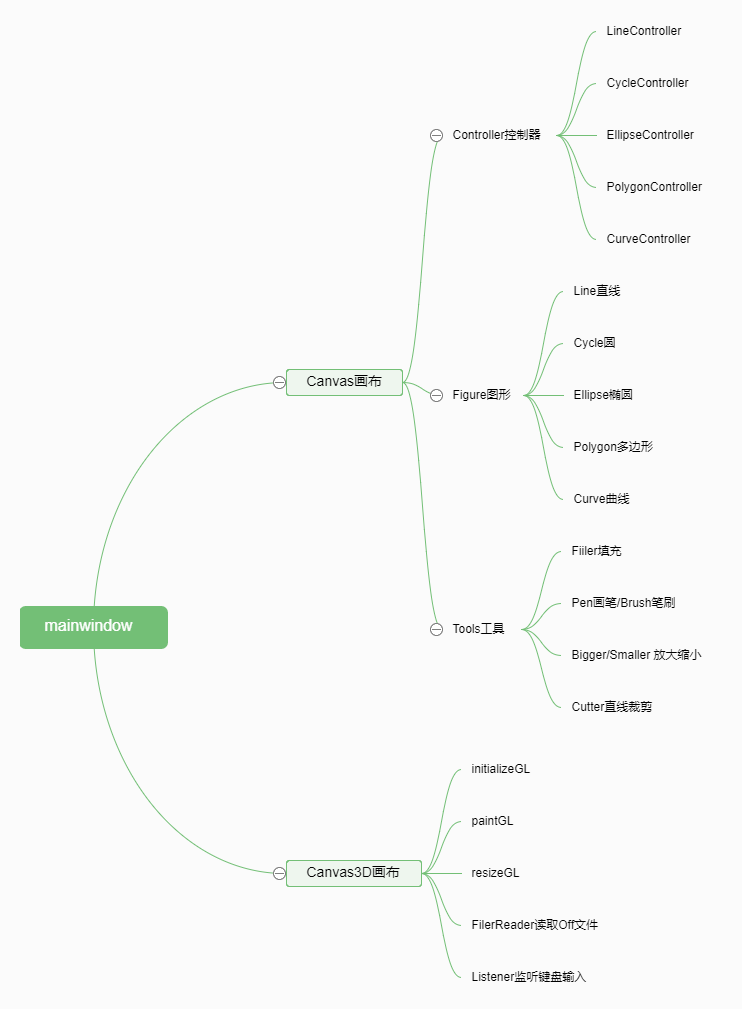 mainwindow
Canvas画布
Controller控制器
LineController
CycleController
EllipseController
PolygonController
CurveController
Figure图形
Line直线
Cycle圆
Ellipse椭圆
Polygon多边形
Curve曲线
Tools工具
Fiiler填充
Pen画笔/Brush笔刷
Bigger/Smaller 放大缩小
Cutter直线裁剪
Canvas3D画布
initializeGL
paintGL
resizeGL
FilerReader读取Off文件
Listener监听键盘输入